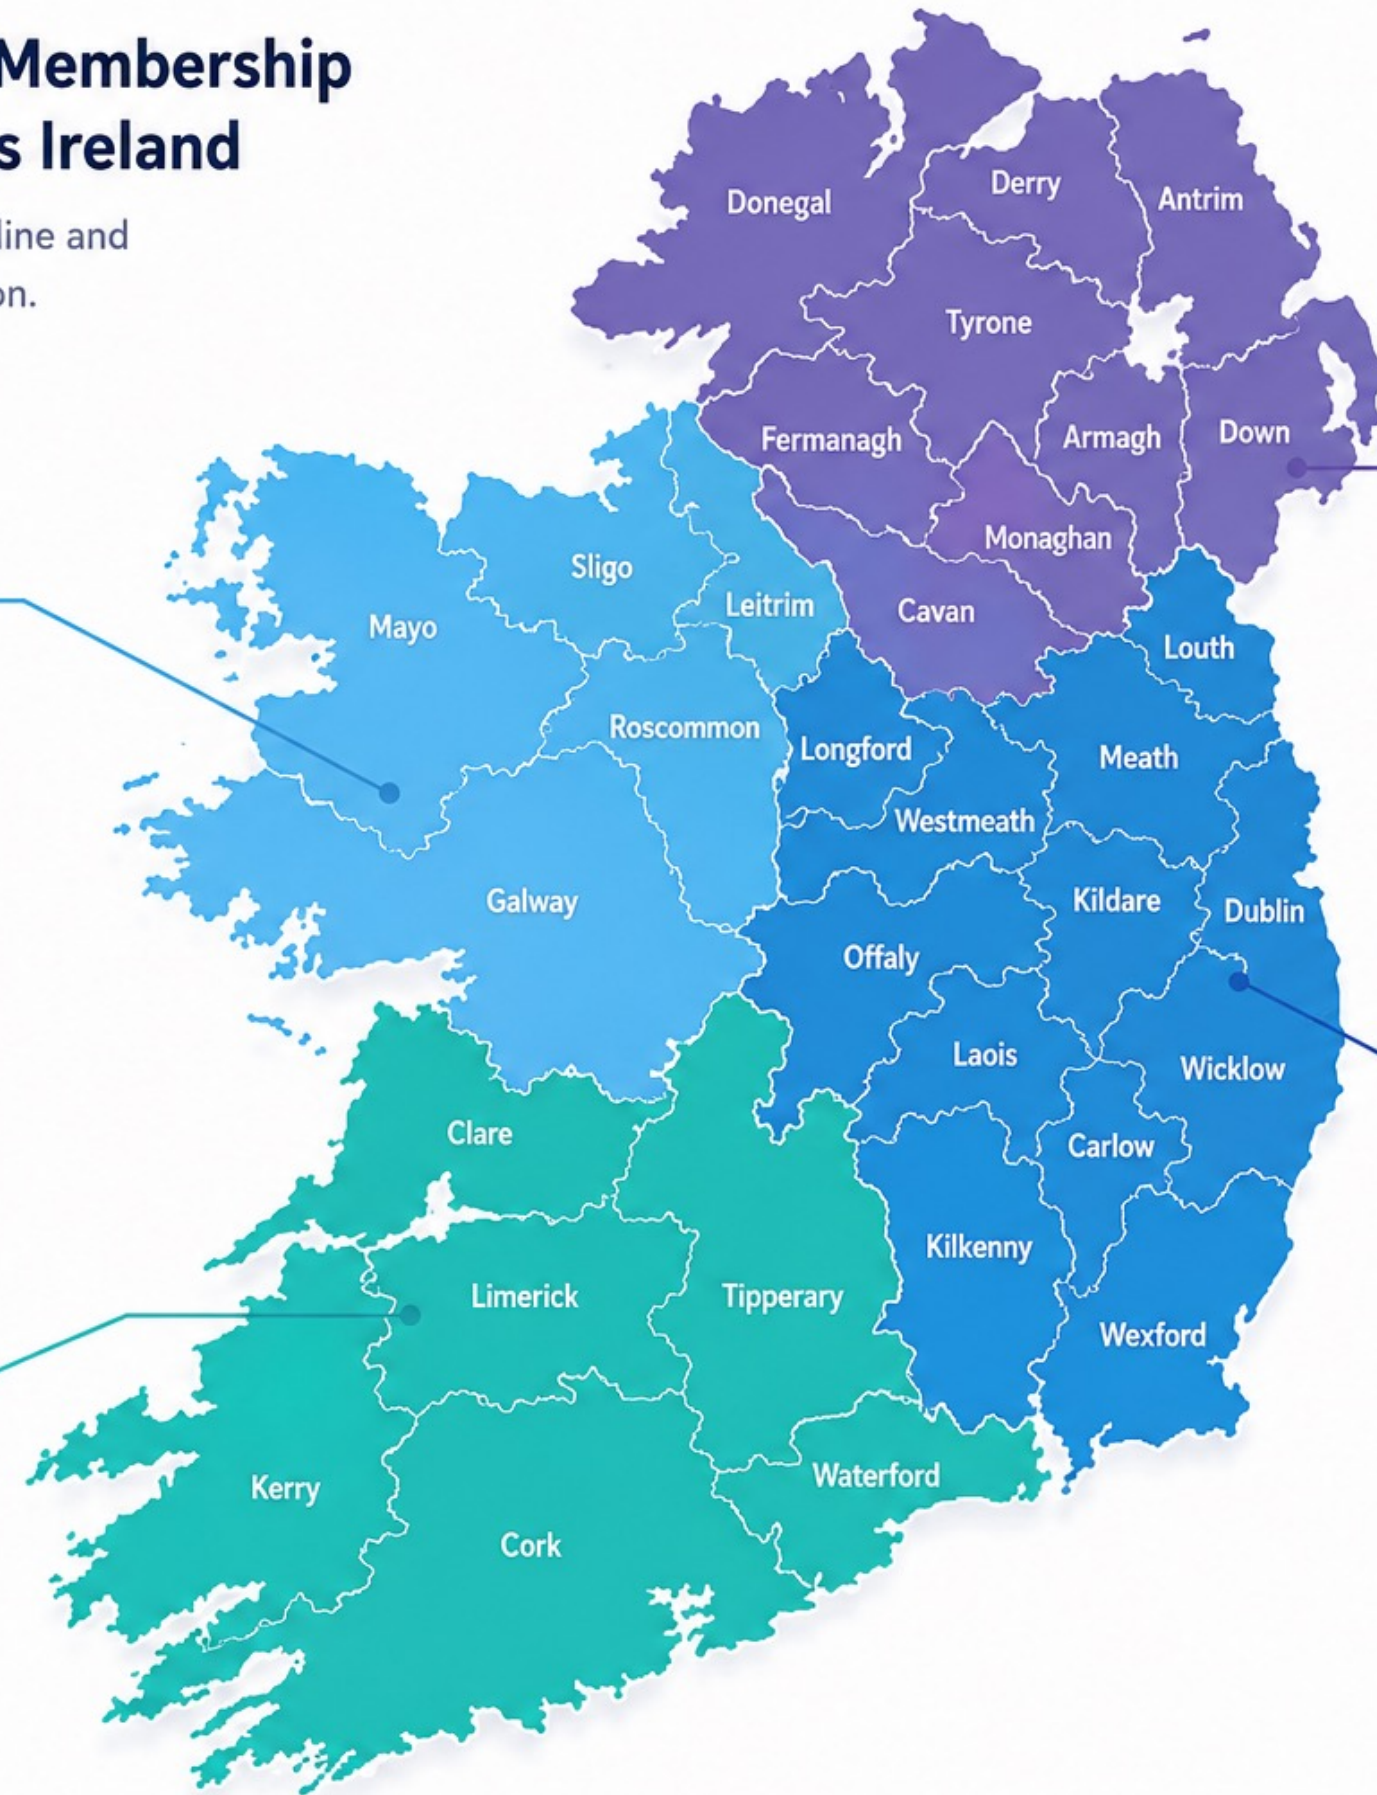 Membership
s Ireland
line and
on.
Donegal
Derry
Antrim
Tyrone
Fermanagh
Armagh
Down
Monaghan
Sligo
Leitrim
Cavan
Mayo
Louth
Roscommon
Longford
Meath
Westmeath
Galway
Kildare
Dublin
Offaly
Laois
Wicklow
Clare
Carlow
Kilkenny
Limerick
Tipperary
Wexford
Waterford
Kerry
Cork